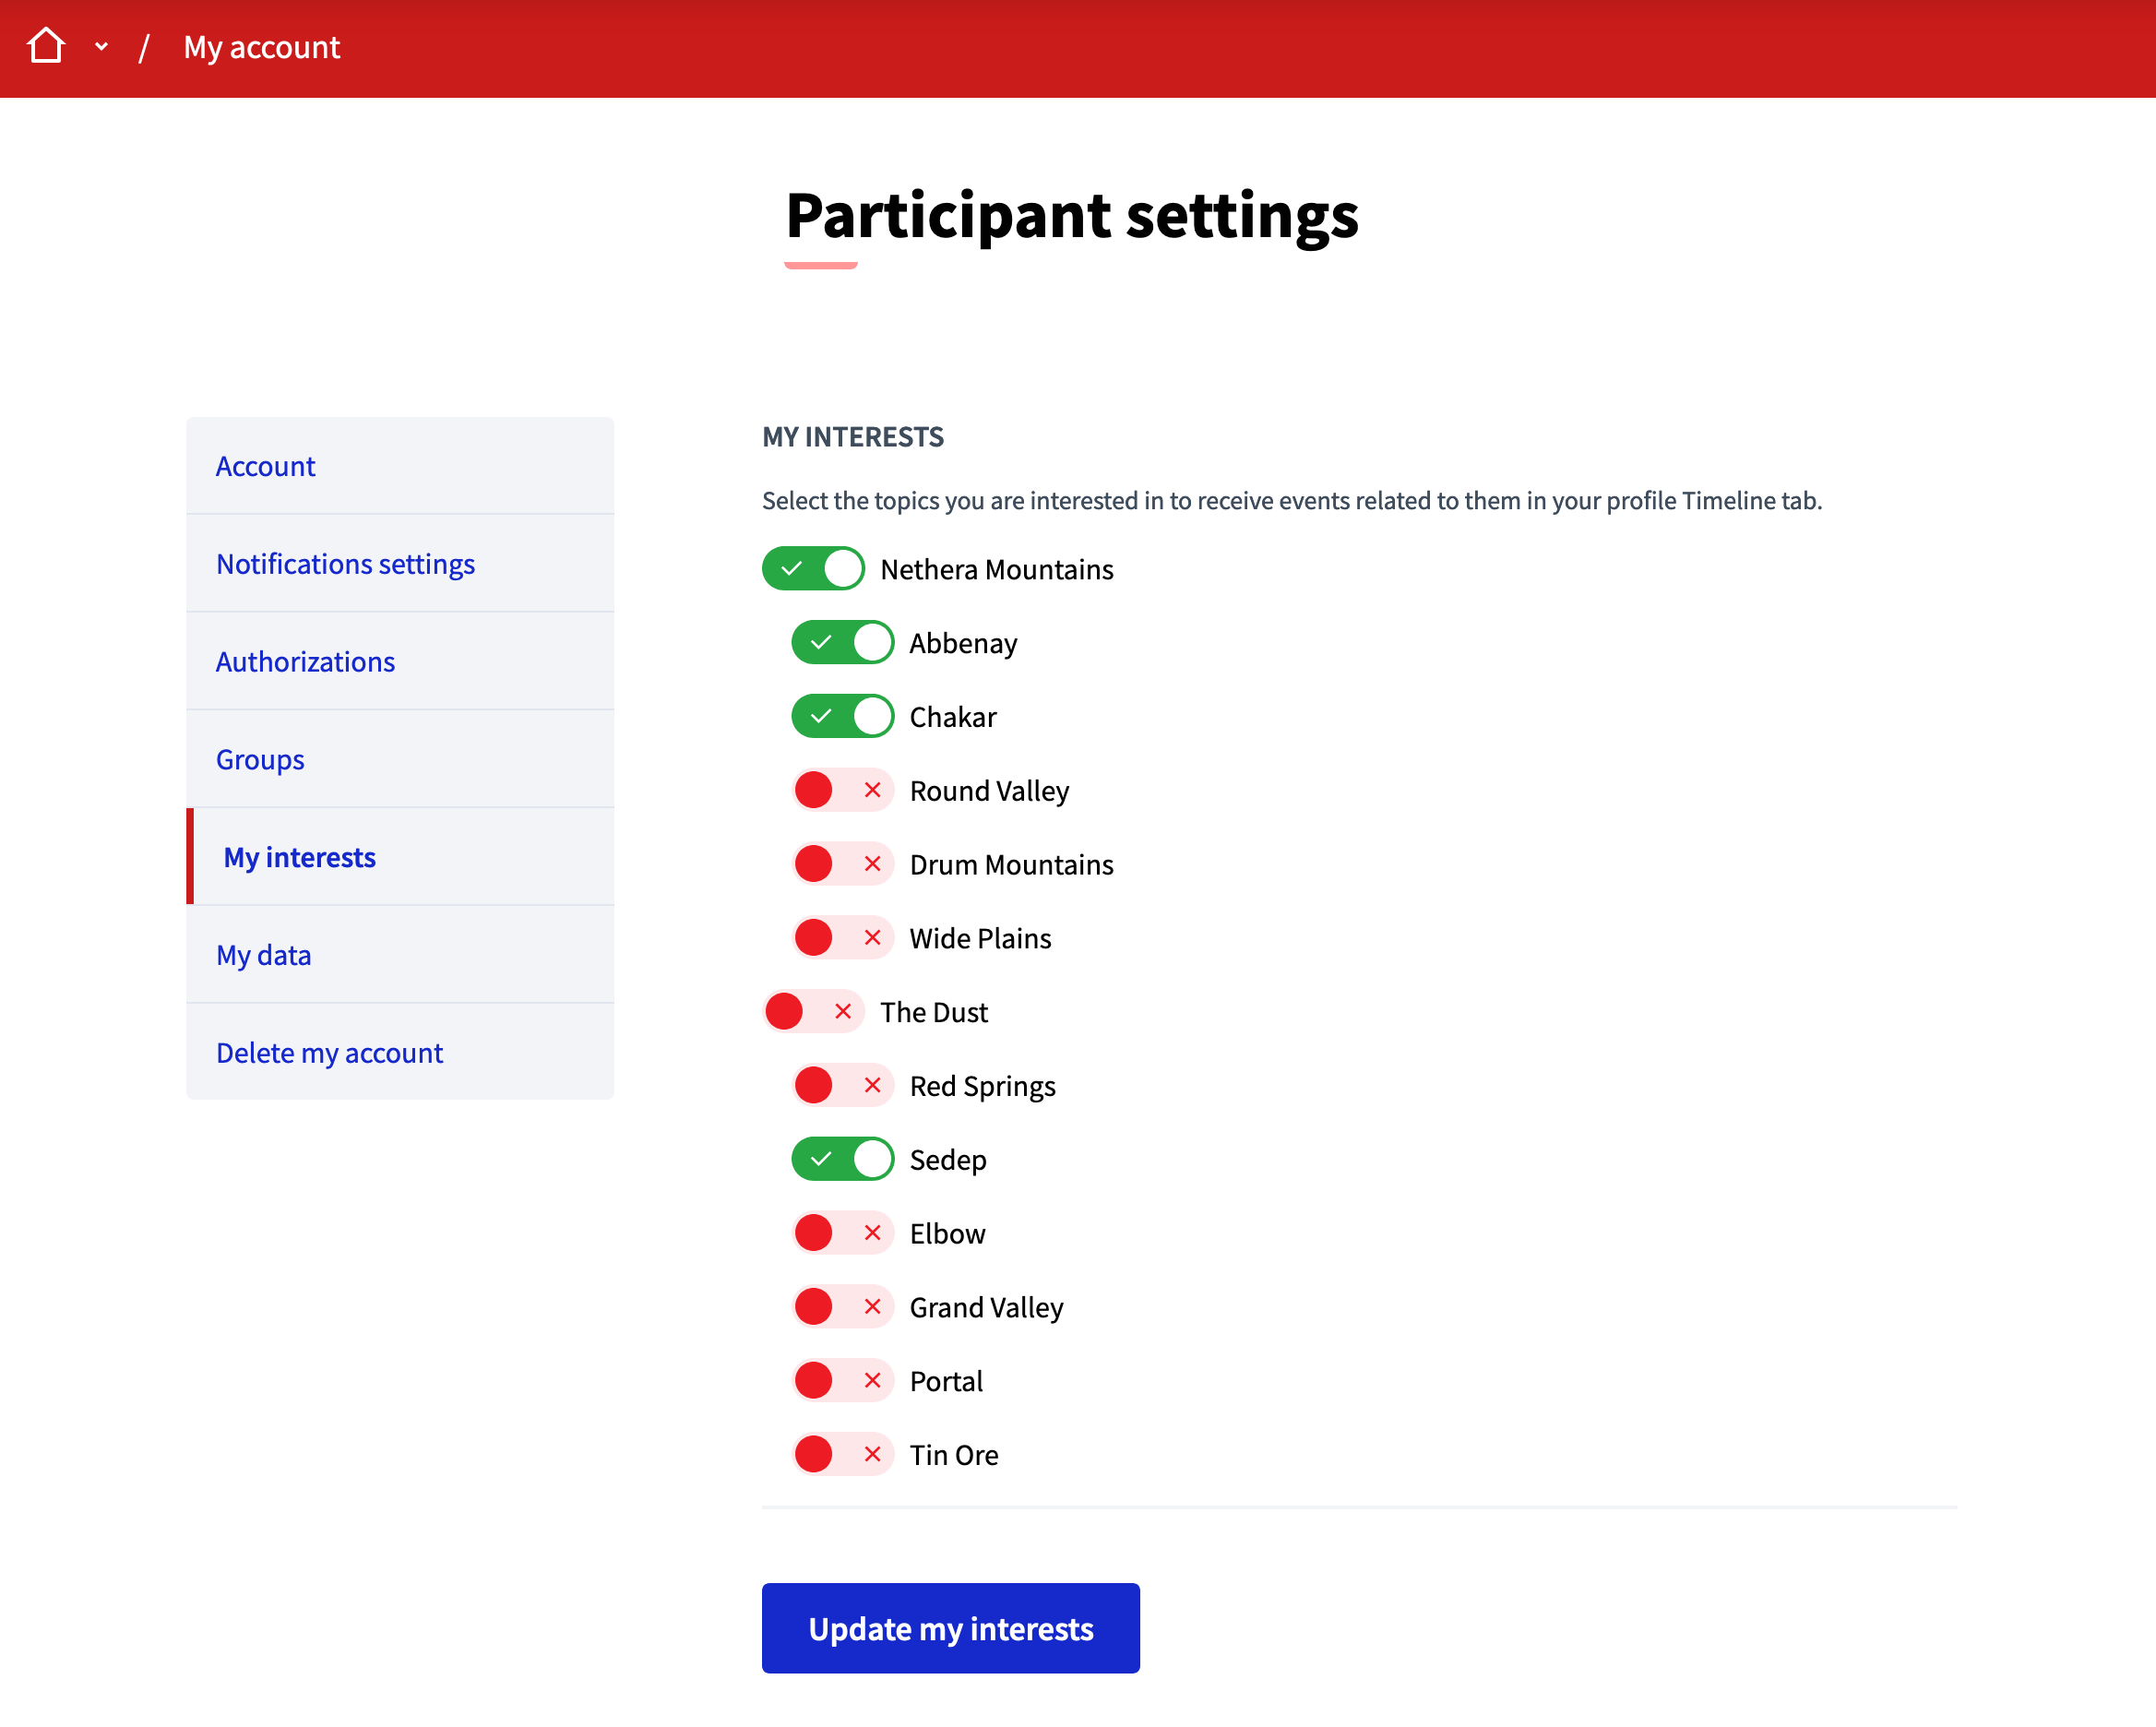 / My account
Participant settings
Account
Notifications settings
Authorizations
Groups
My interests
My data
Delete my account
MY INTERESTS
Select the topics you are interested in to receive events related to them in your profile Timeline tab.
Nethera Mountains
Abbenay
Chakar
Round Valley
Drum Mountains
Wide Plains
The Dust
Red Springs
Sedep
Elbow
Grand Valley
Portal
Tin Ore
Update my interests